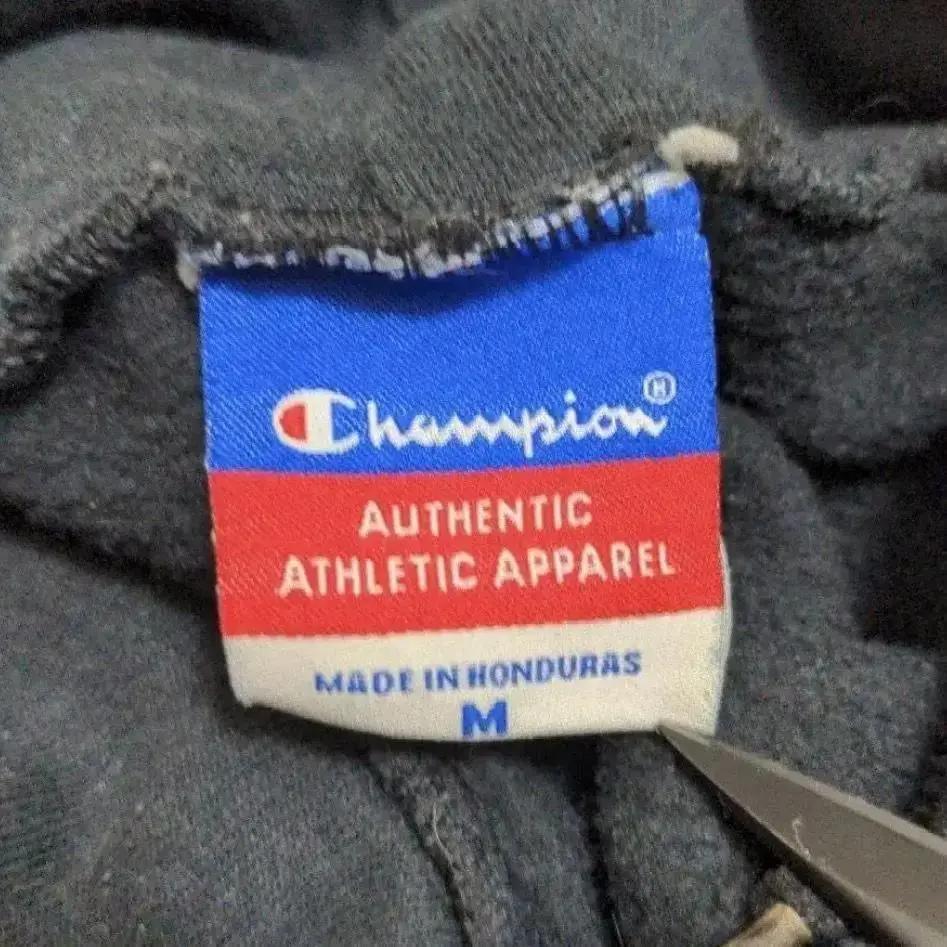 Champion®
AUTHENTIC
ATHLETIC APPAREL
MADE IN HONDURAS
M